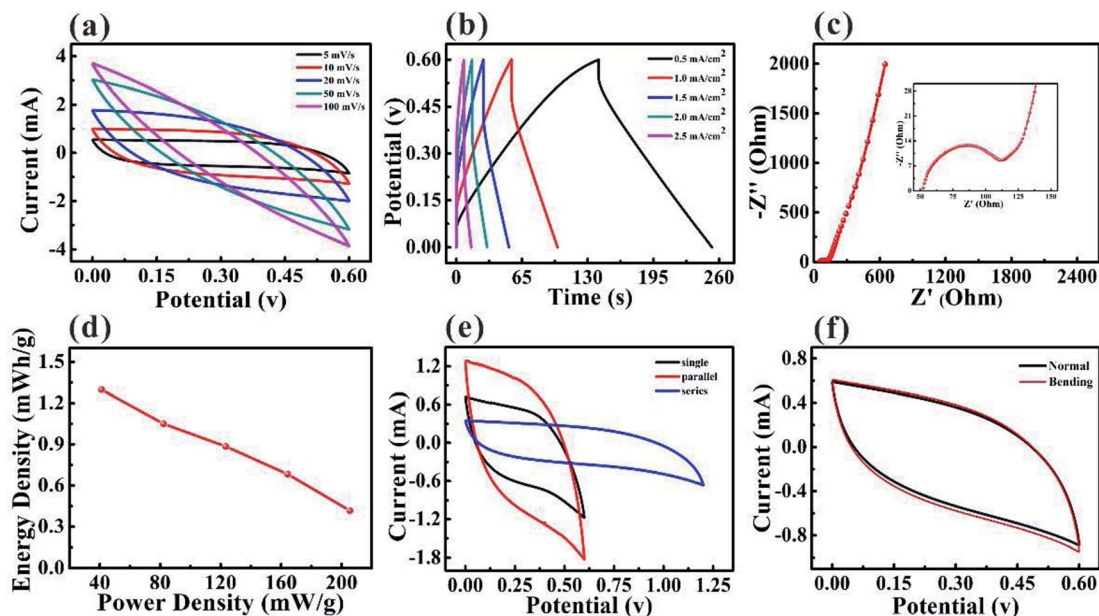 (a)
Current (mA)
4
2
0
-2
-4
5 mV/s
10 mV/s
20 mV/s
50 mV/s
100 mV/s
0.00 0.15 0.30 0.45 0.60
Potential (v)
(b)
Potential (v)
0.60
0.45
0.30
0.15
0.00
0.5 mA/cm2
1.0 mA/cm2
1.5 mA/cm2
2.0 mA/cm2
2.5 mA/cm2
0 65 130 195 260
Time (s)
(c)
-Z'' (Ohm)
2000
1500
1000
500
0
-Z'' (Ohm)
28
21
14
7
0
50 100 150
Z' (Ohm)
0 600 1200 1800 2400
Z' (Ohm)
(d)
Energy Density (mWh/g)
1.5
1.2
0.9
0.6
0.3
0.0
40 80 120 160 200
Power Density (mW/g)
(e)
Current (mA)
1.2
0.6
0.0
-0.6
-1.2
-1.8
single
parallel
series
0.00 0.25 0.50 0.75 1.00 1.25
Potential (v)
(f)
Current (mA)
0.8
0.4
0.0
-0.4
-0.8
Normal
Bending
0.00 0.15 0.30 0.45 0.60
Potential (v)